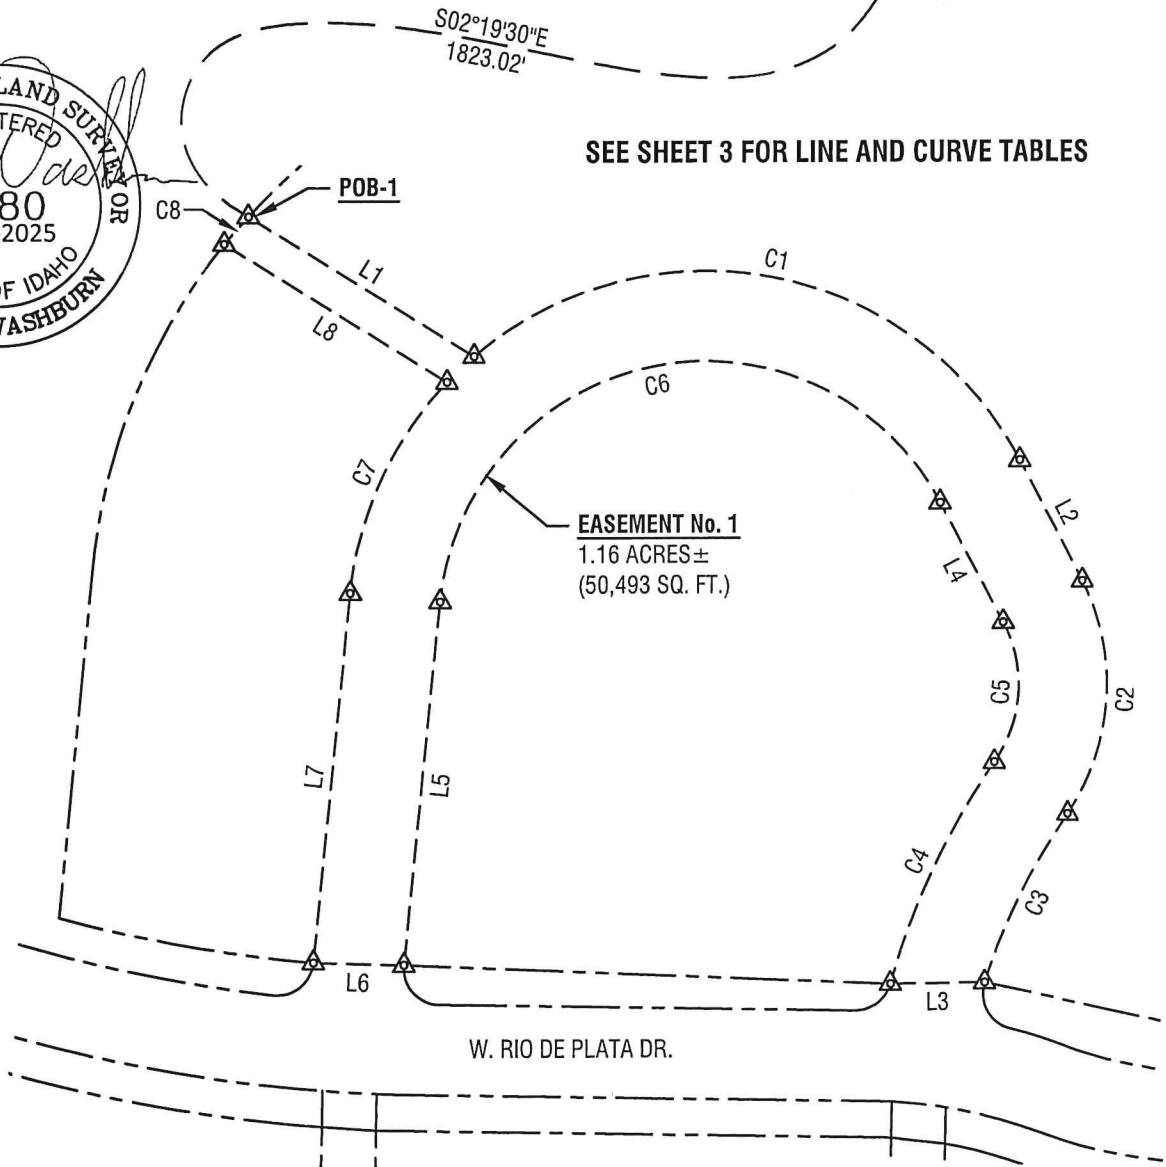 S02°19'30"E
1823.02'
LAND SURVEYOR
80
2025
OF IDAHO
WASHBURN
SEE SHEET 3 FOR LINE AND CURVE TABLES
POB-1
C8
L1
L8
C1
C6
C7
EASEMENT No. 1
1.16 ACRES±
(50,493 SQ. FT.)
L2
L4
C5
C2
L7
L5
C4
C3
L6
L3
W. RIO DE PLATA DR.